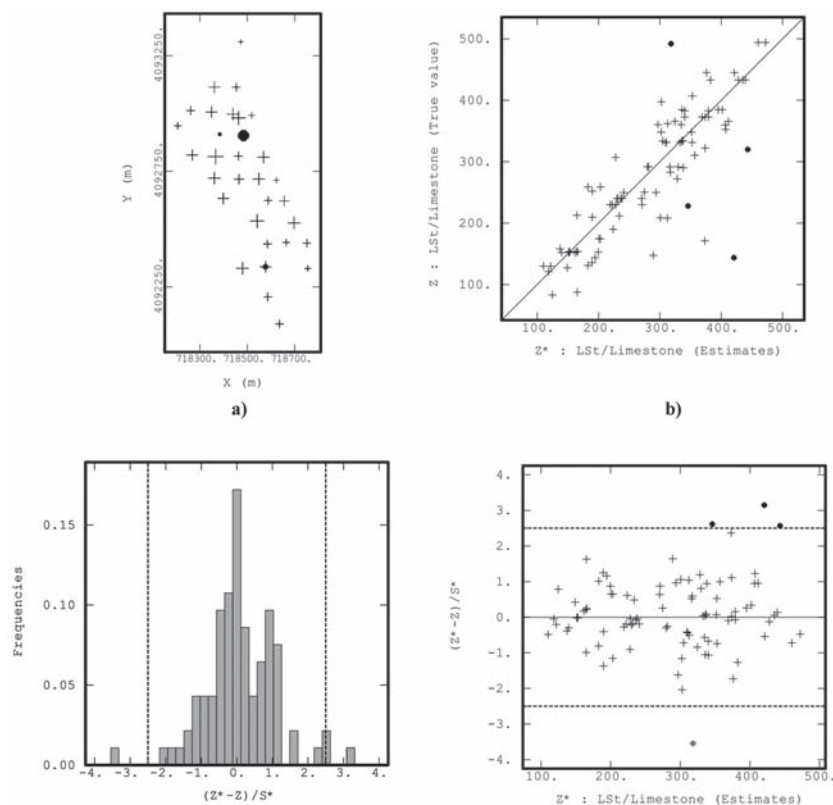 4093250.
4092750.
4092250.
Y (m)
718300. 718500. 718700.
X (m)
a)
500.
400.
300.
200.
100.
Z : LSt/Limestone (True value)
100. 200. 300. 400. 500.
Z* : LSt/Limestone (Estimates)
b)
0.15
0.10
0.05
0.00
Frequencies
-4. -3. -2. -1. 0. 1. 2. 3. 4.
(Z*-Z)/S*
4.
3.
2.
1.
0.
-1.
-2.
-3.
-4.
(Z*-Z)/S*
100. 200. 300. 400. 500.
Z* : LSt/Limestone (Estimates)